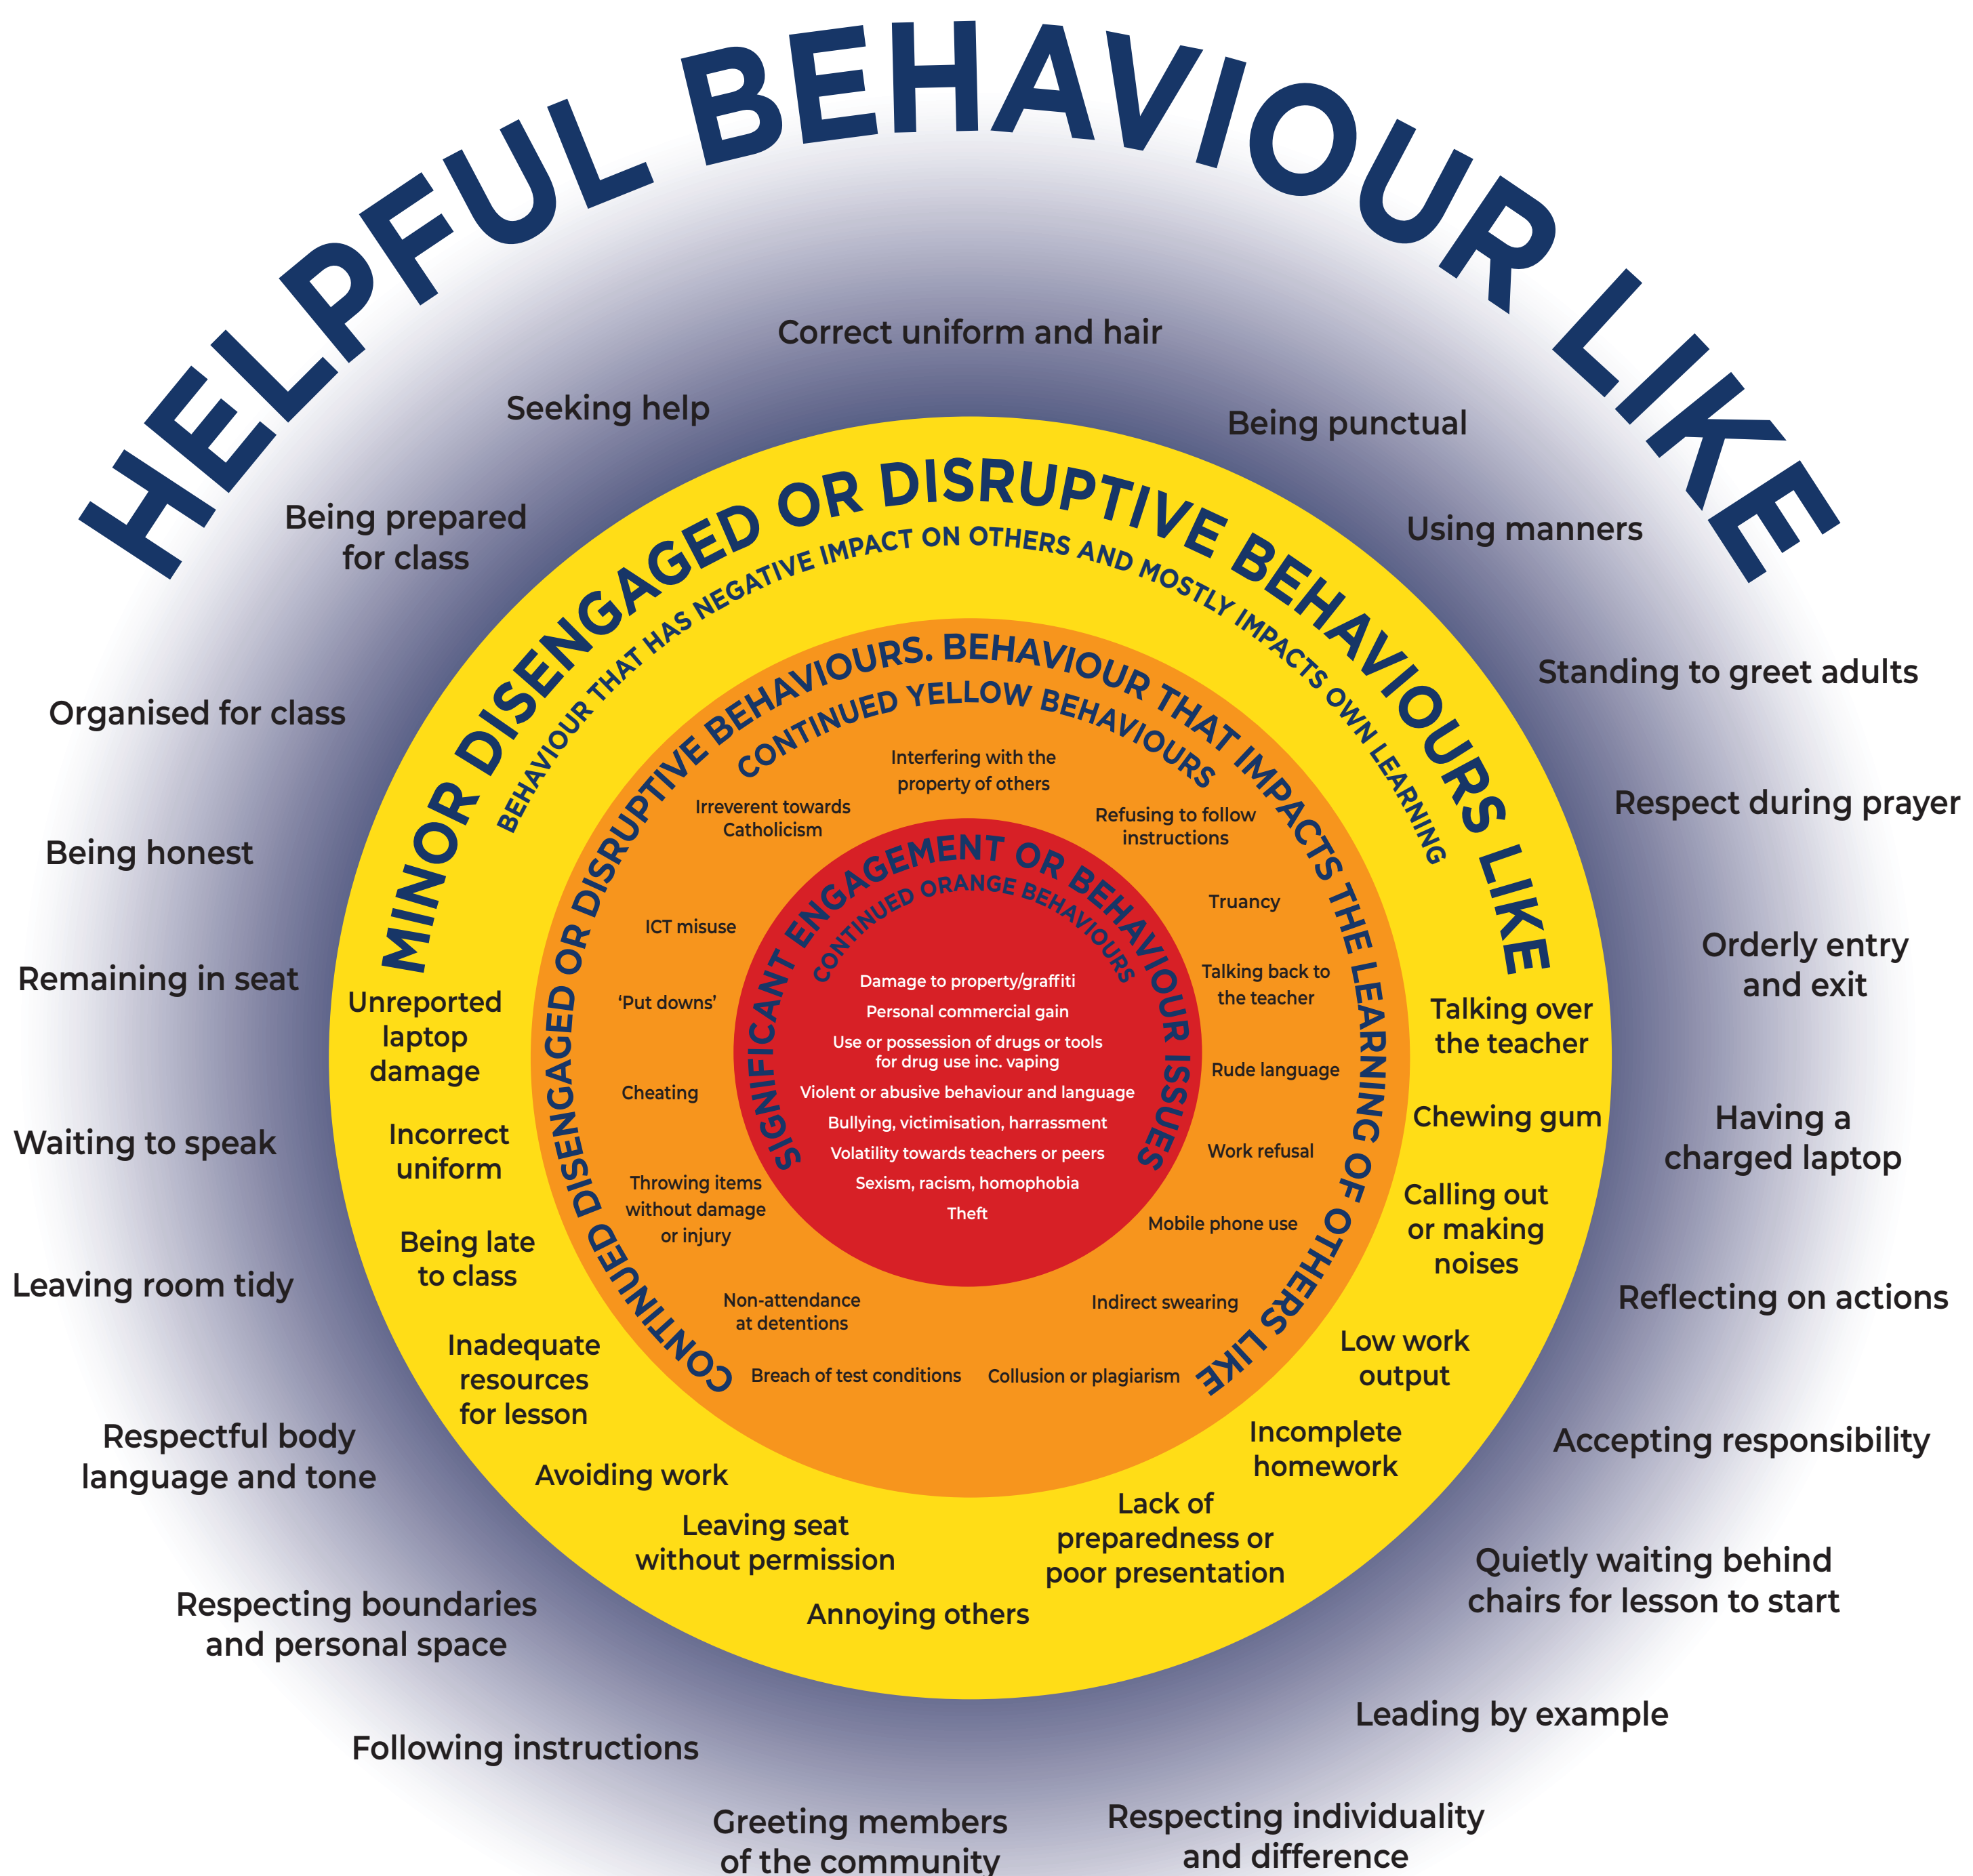 HELPFUL BEHAVIOUR LIKE
Correct uniform and hair
Seeking help
Being punctual
Being prepared
for class
Using manners
Organised for class
Standing to greet adults
Being honest
Respect during prayer
Remaining in seat
Orderly entry
and exit
Waiting to speak
Having a
charged laptop
Leaving room tidy
Reflecting on actions
Respectful body
language and tone
Accepting responsibility
Respecting boundaries
and personal space
Quietly waiting behind
chairs for lesson to start
Following instructions
Leading by example
Greeting members
of the community
Respecting individuality
and difference
MINOR DISENGAGED OR DISRUPTIVE BEHAVIOURS LIKE
BEHAVIOUR THAT HAS NEGATIVE IMPACT ON OTHERS AND MOSTLY IMPACTS OWN LEARNING
Unreported
laptop
damage
Talking over
the teacher
Incorrect
uniform
Chewing gum
Being late
to class
Calling out
or making
noises
Inadequate
resources
for lesson
Low work
output
Avoiding work
Incomplete
homework
Leaving seat
without permission
Lack of
preparedness or
poor presentation
Annoying others
CONTINUED DISENGAGED OR DISRUPTIVE BEHAVIOURS. BEHAVIOUR THAT IMPACTS THE LEARNING OF OTHERS LIKE
CONTINUED YELLOW BEHAVIOURS
Interfering with the
property of others
Irreverent towards
Catholicism
Refusing to follow
instructions
ICT misuse
Truancy
‘Put downs’
Talking back to
the teacher
Cheating
Rude language
Throwing items
without damage
or injury
Work refusal
Mobile phone use
Non-attendance
at detentions
Indirect swearing
Breach of test conditions
Collusion or plagiarism
SIGNIFICANT ENGAGEMENT OR BEHAVIOUR ISSUES
CONTINUED ORANGE BEHAVIOURS
Damage to property/graffiti
Personal commercial gain
Use or possession of drugs or tools
for drug use inc. vaping
Violent or abusive behaviour and language
Bullying, victimisation, harrassment
Volatility towards teachers or peers
Sexism, racism, homophobia
Theft